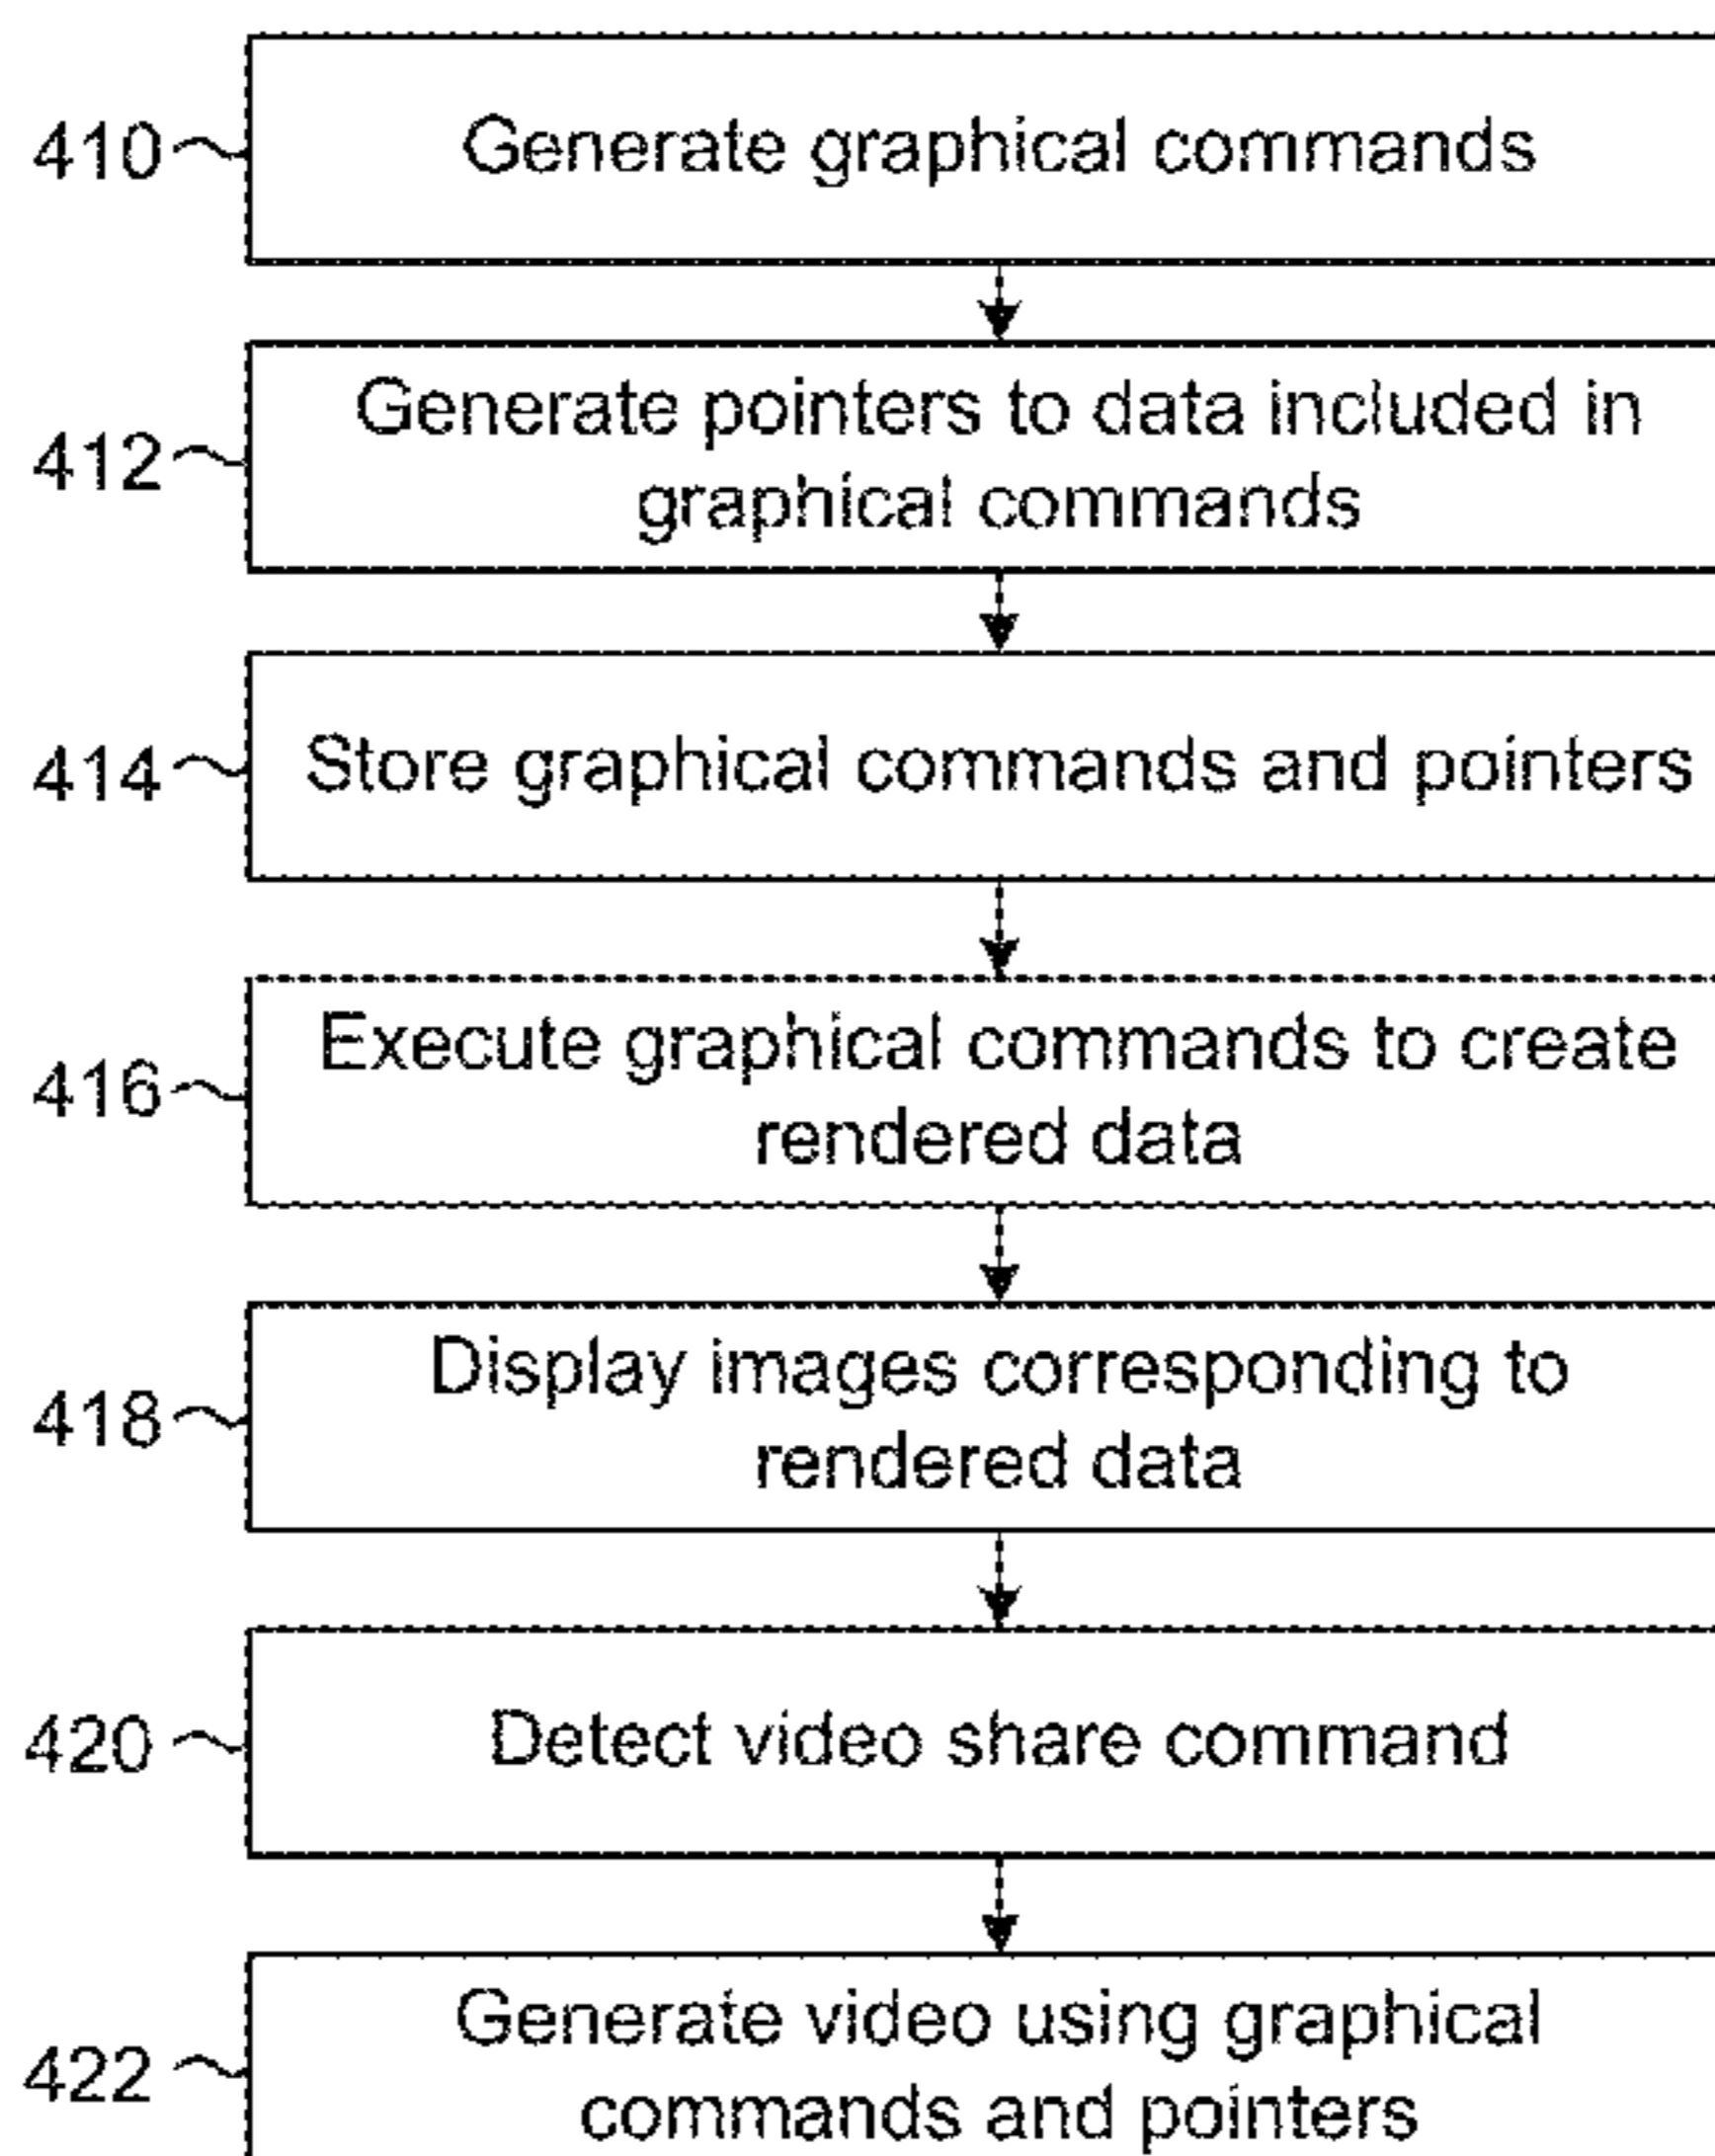 410
Generate graphical commands
412
Generate pointers to data included in
graphical commands
414
Store graphical commands and pointers
416
Execute graphical commands to create
rendered data
418
Display images corresponding to
rendered data
420
Detect video share command
422
Generate video using graphical
commands and pointers